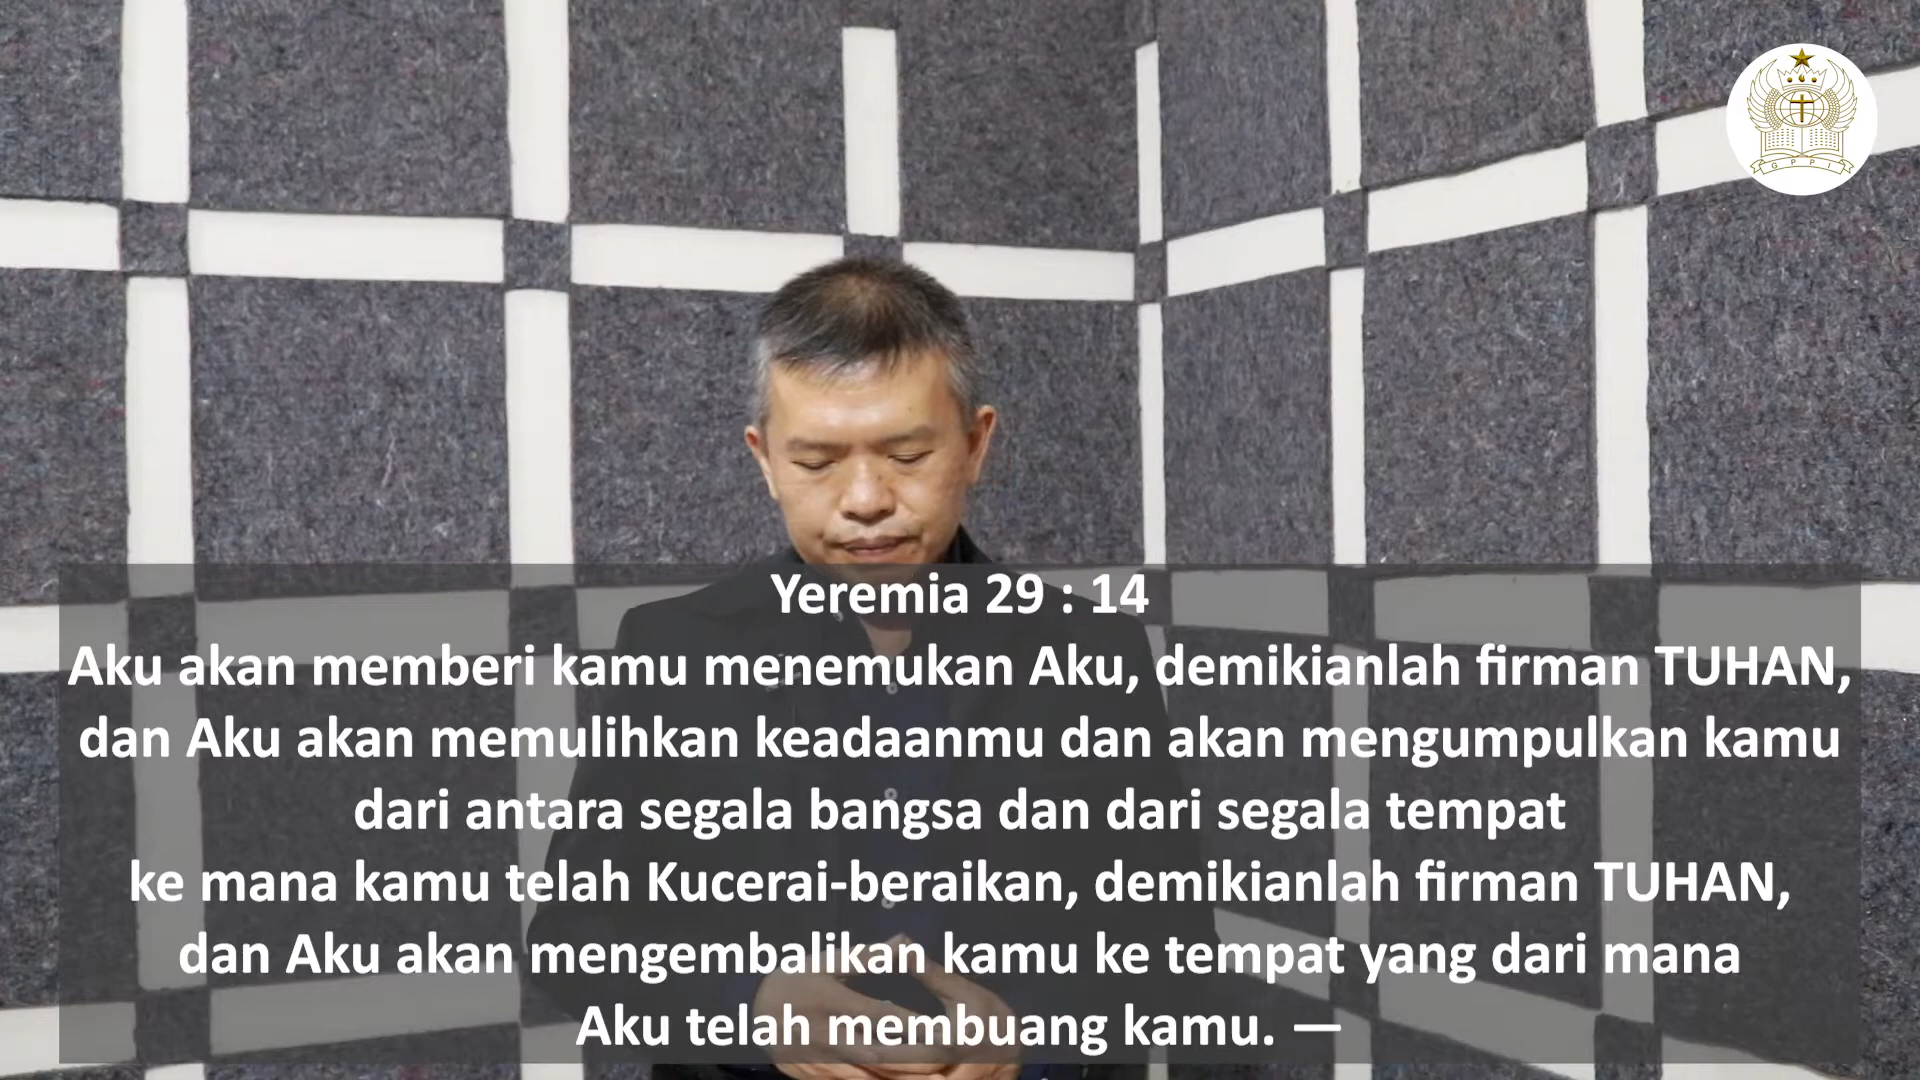 GPPI
Yeremia 29 : 14
Aku akan memberi kamu menemukan Aku, demikianlah firman TUHAN,
dan Aku akan memulihkan keadaanmu dan akan mengumpulkan kamu
dari antara segala bangsa dan dari segala tempat
ke mana kamu telah Kucerai-beraikan, demikianlah firman TUHAN,
dan Aku akan mengembalikan kamu ke tempat yang dari mana
Aku telah membuang kamu. —